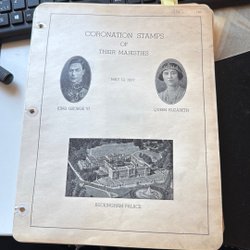 CORONATION STAMPS
OF
THEIR MAJESTIES
MAY 12, 1937
KING GEORGE VI
QUEEN ELIZABETH
BUCKINGHAM PALACE